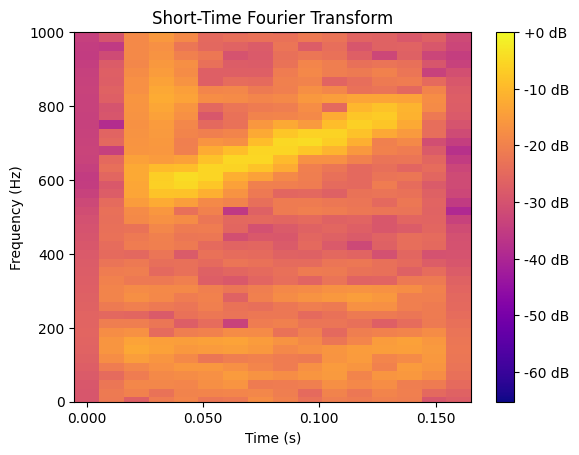 Short-Time Fourier Transform
1000
800
600
400
200
0
Frequency (Hz)
0.000
0.050
0.100
0.150
Time (s)
+0 dB
-10 dB
-20 dB
-30 dB
-40 dB
-50 dB
-60 dB